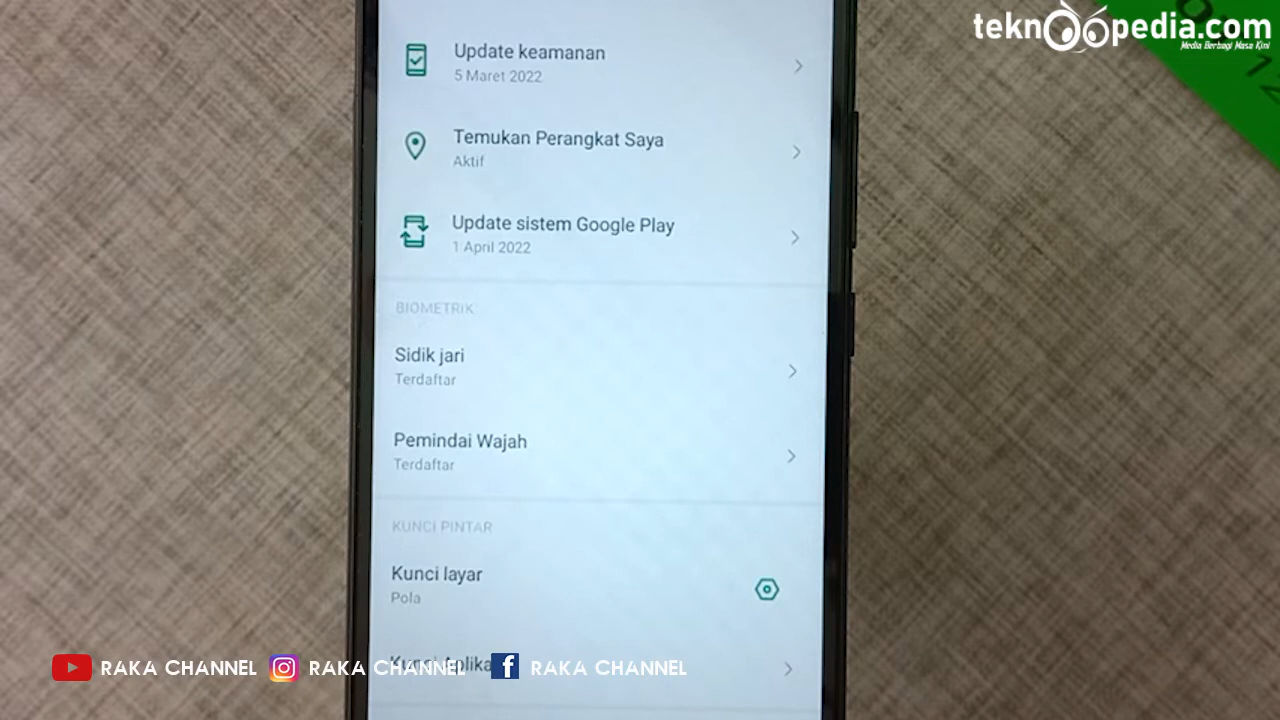 teknoopedia.com
Media Berbagi Masa Kini
Update keamanan
5 Maret 2022
Temukan Perangkat Saya
Aktif
Update sistem Google Play
1 April 2022
BIOMETRIK
Sidik jari
Terdaftar
Pemindai Wajah
Terdaftar
KUNCI PINTAR
Kunci layar
Pola
RAKA CHANNEL
RAKA CHANNEL
RAKA CHANNEL